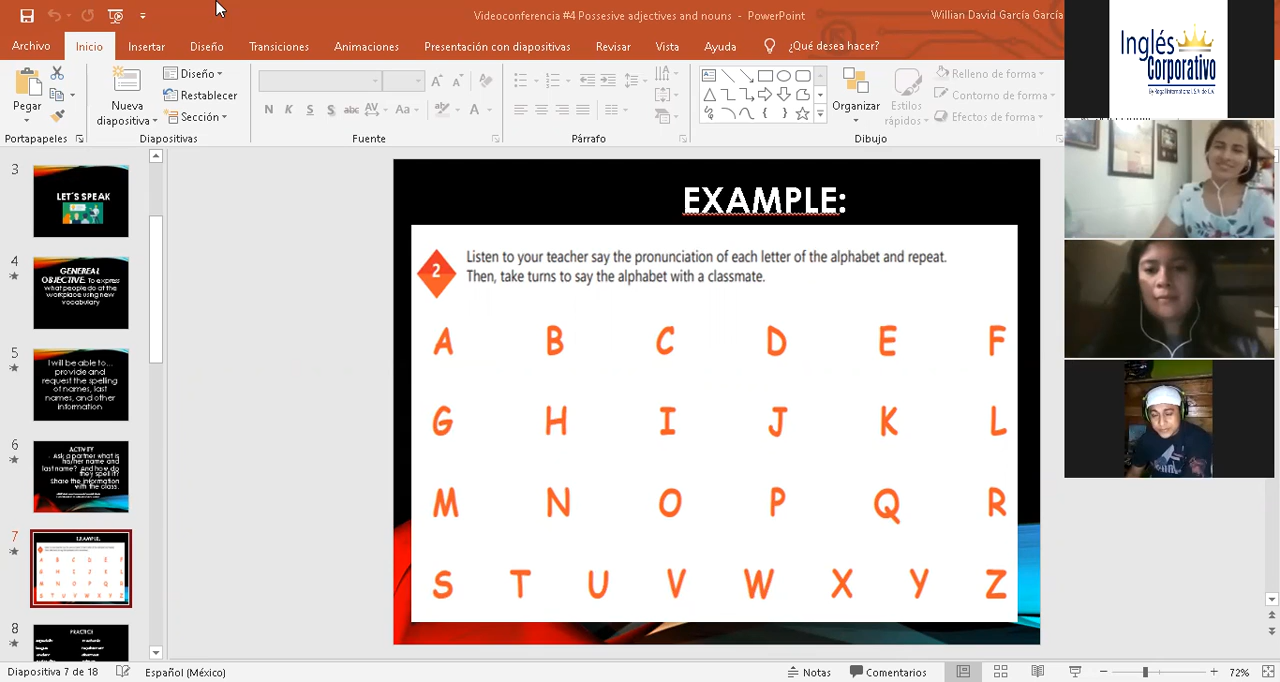 Videoconferencia #4 Possesive adjectives and nouns - PowerPoint
Willian David García García
Archivo Inicio Insertar Diseño Transiciones Animaciones Presentación con diapositivas Revisar Vista Ayuda ¿Qué desea hacer?
Pegar
Nueva diapositiva
Diseño
Restablecer
Sección
N K S S abc AV Aa A
Organizar
Estilos rápidos
Relleno de forma
Contorno de forma
Efectos de forma
Portapapeles Diapositivas Fuente Párrafo Dibujo
Inglés
Corporativo
3
LET'S SPEAK
4
GENEREAL
OBJECTIVE: To express
what people do at the
workplace using new
vocabulary
5
I will be able to...
provide and
request the spelling
of names, last
names, and other
information
6
ACTIVITY
Ask a partner what is
his/her name and
last name? And how do
they spell it?
Share the information
with the class.
7
EXAMPLE:
8
PRACTICE
EXAMPLE:
2
Listen to your teacher say the pronunciation of each letter of the alphabet and repeat.
Then, take turns to say the alphabet with a classmate.
A B C D E F
G H I J K L
M N O P Q R
S T U V W X Y Z
Diapositiva 7 de 18 Español (México) Notas Comentarios 72%